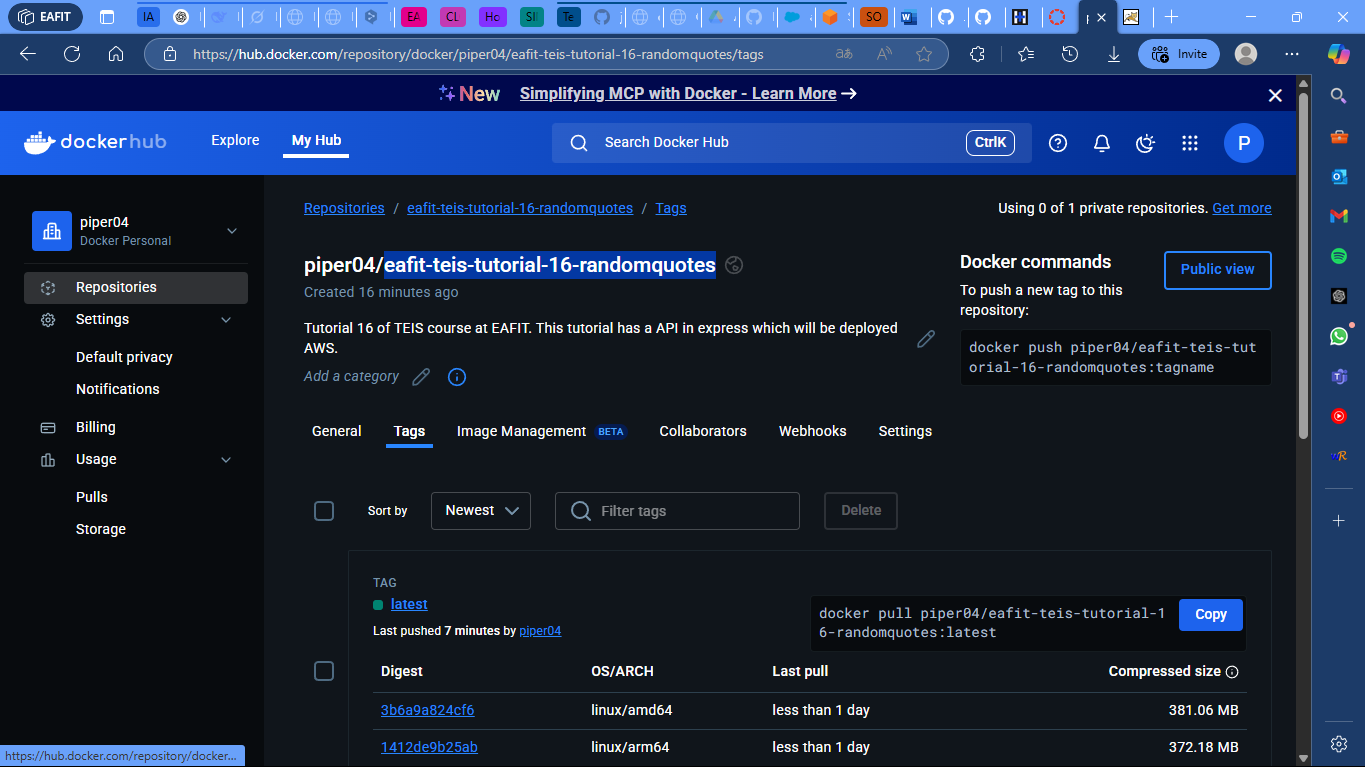 EAFIT
IA
EA
CL
Ho
SI
Te
SO
https://hub.docker.com/repository/docker/piper04/eafit-teis-tutorial-16-randomquotes/tags
Invite
New Simplifying MCP with Docker - Learn More →
dockerhub
Explore
My Hub
Search Docker Hub
CtrlK
P
piper04
Docker Personal
Repositories
Settings
Default privacy
Notifications
Billing
Usage
Pulls
Storage
Repositories / eafit-teis-tutorial-16-randomquotes / Tags
Using 0 of 1 private repositories. Get more
piper04/eafit-teis-tutorial-16-randomquotes
Created 16 minutes ago
Tutorial 16 of TEIS course at EAFIT. This tutorial has a API in express which will be deployed
AWS.
Add a category
Docker commands
Public view
To push a new tag to this
repository:
docker push piper04/eafit-teis-tut
orial-16-randomquotes:tagname
General
Tags
Image Management BETA
Collaborators
Webhooks
Settings
Sort by
Newest
Filter tags
Delete
TAG
latest
Last pushed 7 minutes by piper04
docker pull piper04/eafit-teis-tutorial-1
6-randomquotes:latest
Copy
Digest OS/ARCH Last pull Compressed size
3b6a9a824cf6 linux/amd64 less than 1 day 381.06 MB
1412de9b25ab linux/arm64 less than 1 day 372.18 MB
https://hub.docker.com/repository/docker...